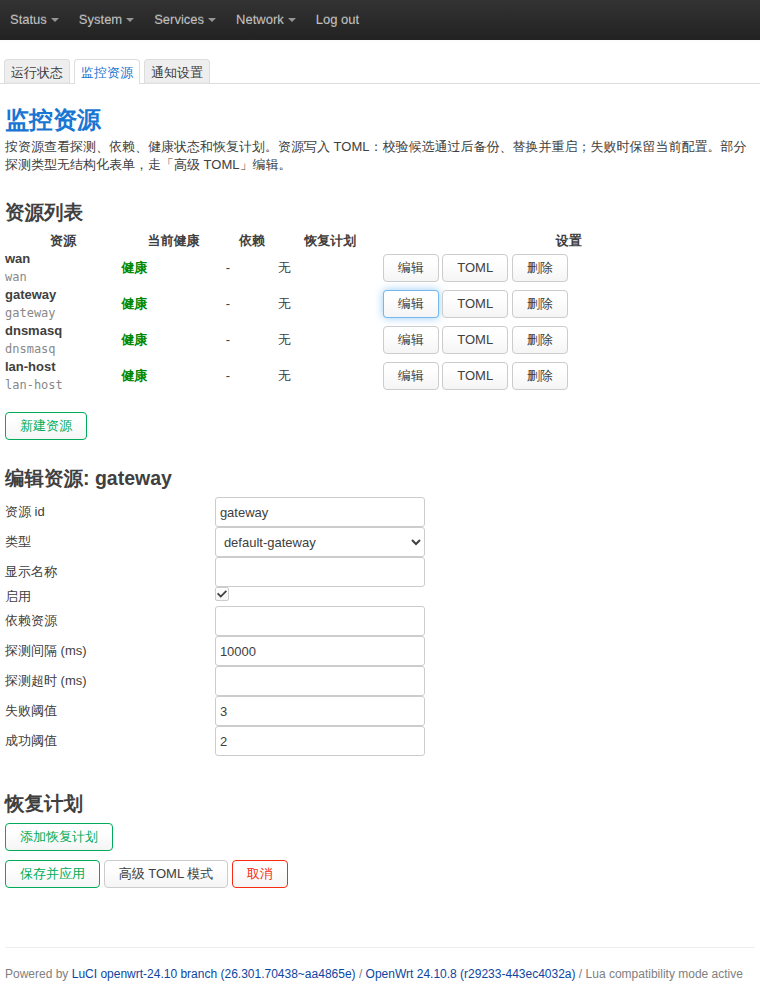 Status System Services Network Log out
运行状态 监控资源 通知设置
监控资源
按资源查看探测、依赖、健康状态和恢复计划。资源写入 TOML：校验候选通过后备份、替换并重启；失败时保留当前配置。部分
探测类型无结构化表单，走「高级 TOML」编辑。
资源列表
资源 当前健康 依赖 恢复计划 设置
wan
wan
健康 - 无 编辑 TOML 删除
gateway
gateway
健康 - 无 编辑 TOML 删除
dnsmasq
dnsmasq
健康 - 无 编辑 TOML 删除
lan-host
lan-host
健康 - 无 编辑 TOML 删除
新建资源
编辑资源: gateway
资源 id gateway
类型 default-gateway
显示名称
启用
依赖资源
探测间隔 (ms) 10000
探测超时 (ms)
失败阈值 3
成功阈值 2
恢复计划
添加恢复计划
保存并应用 高级 TOML 模式 取消
Powered by LuCI openwrt-24.10 branch (26.301.70438~aa4865e) / OpenWrt 24.10.8 (r29233-443ec4032a) / Lua compatibility mode active